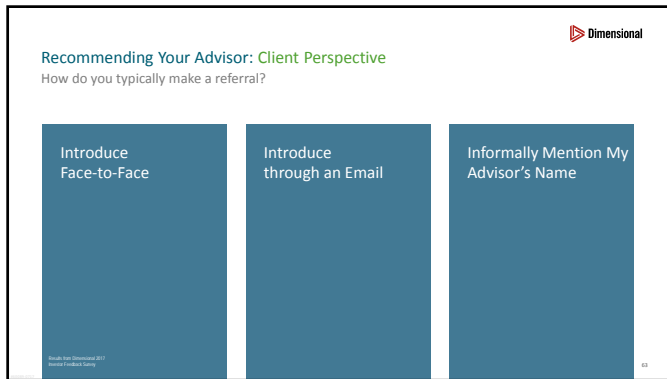 Dimensional
Recommending Your Advisor: Client Perspective
How do you typically make a referral?
Introduce
Face-to-Face
Introduce
through an Email
Informally Mention My
Advisor's Name
Results from Dimensional 2017
Investor Feedback Survey
63